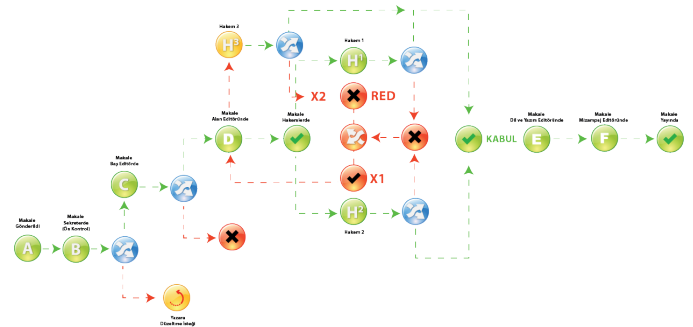 Hakem 3
H³
Makale
Alan Editöründe
D
Makale
Hakemlerde
Hakem 1
H¹
X2
RED
X1
H²
Hakem 2
KABUL
Makale
Dil ve Yazım Editöründe
E
Makale
Mizanpaj Editöründe
F
Makale
Yayında
Makale
Baş Editörde
C
Makale
Gönderildi
A
Makale
Sekreterde
(Ön Kontrol)
B
Yazara
Düzeltme İsteği